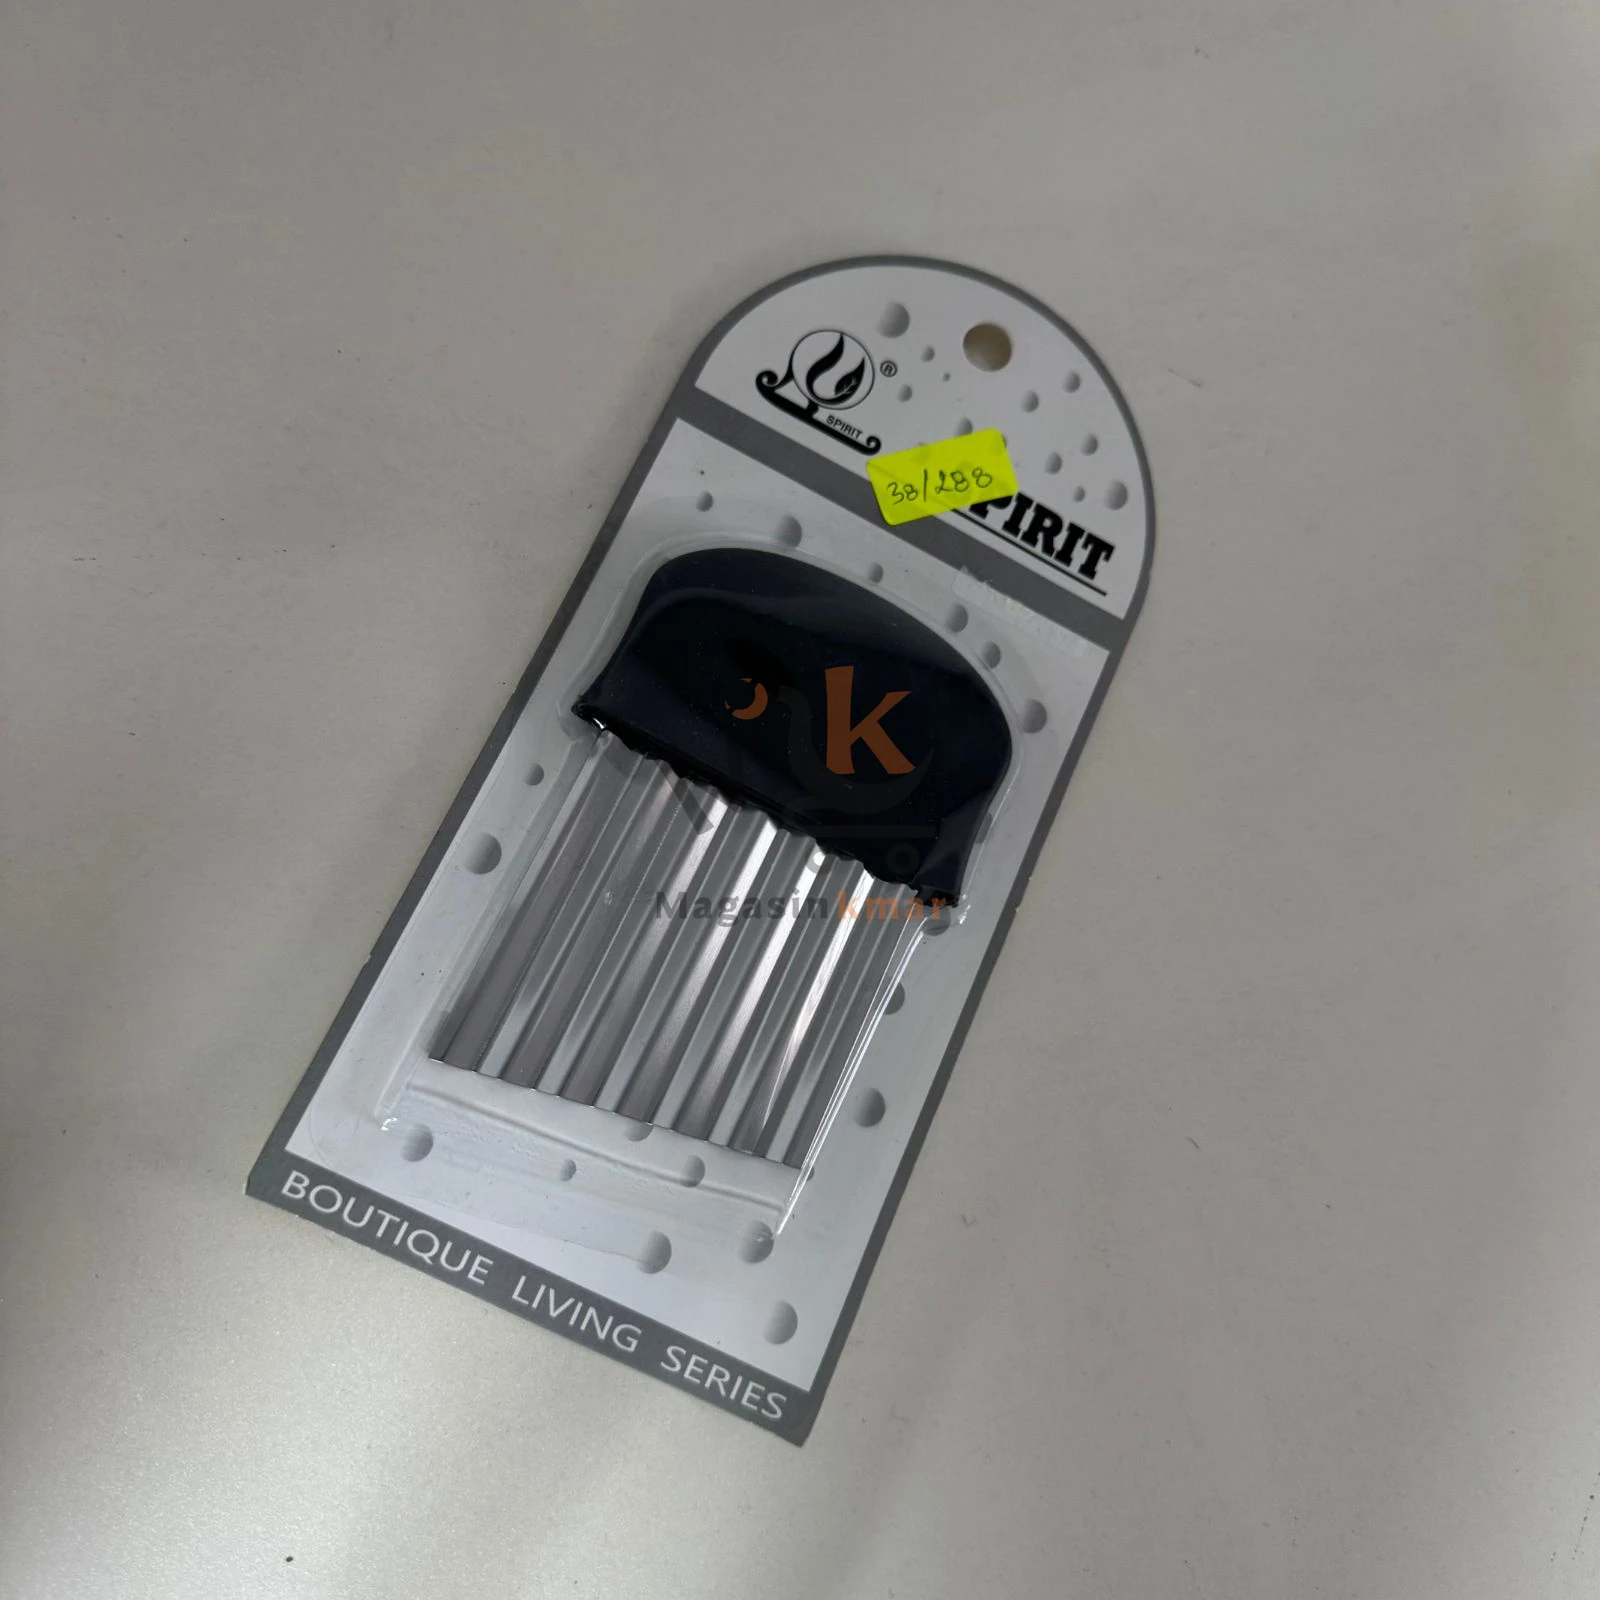 ®
SPIRIT
38/288
PIRIT
k
Magasin kmar
BOUTIQUE LIVING SERIES